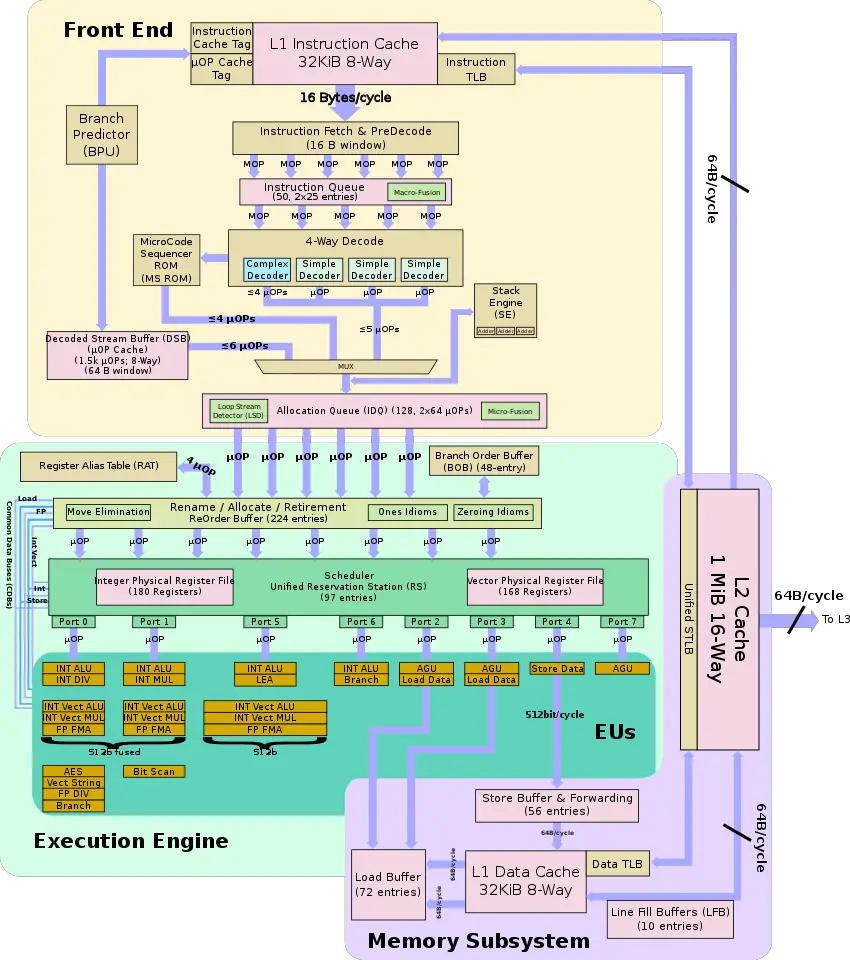 Front End
Instruction
Cache Tag
µOP Cache
Tag
L1 Instruction Cache
32KiB 8-Way
Instruction
TLB
16 Bytes/cycle
Branch
Predictor
(BPU)
Instruction Fetch & PreDecode
(16 B window)
MOP MOP MOP MOP MOP MOP
Instruction Queue
(50, 2x25 entries)
Macro-Fusion
MOP MOP MOP MOP MOP
64B/cycle
4-Way Decode
Complex
Decoder
Simple
Decoder
Simple
Decoder
Simple
Decoder
MicroCode
Sequencer
ROM
(MS ROM)
≤4 µOPs µOP µOP µOP
Stack
Engine
(SE)
Adder Adder Adder
≤4 µOPs
≤5 µOPs
Decoded Stream Buffer (DSB)
(µOP Cache)
(1.5k µOPs; 8-Way)
(64 B window)
≤6 µOPs
MUX
Loop Stream
Detector (LSD)
Allocation Queue (IDQ) (128, 2x64 µOPs)
Micro-Fusion
Register Alias Table (RAT)
4 µOP
µOP µOP µOP µOP µOP µOP
Branch Order Buffer
(BOB) (48-entry)
Load
FP
Int Vect
Int
Store
Common Data Buses (CDBs)
Move Elimination
Rename / Allocate / Retirement
ReOrder Buffer (224 entries)
Ones Idioms
Zeroing Idioms
µOP µOP µOP µOP µOP µOP µOP µOP
Integer Physical Register File
(180 Registers)
Scheduler
Unified Reservation Station (RS)
(97 entries)
Vector Physical Register File
(168 Registers)
Port 0 Port 1 Port 5 Port 6 Port 2 Port 3 Port 4 Port 7
µOP µOP µOP µOP µOP µOP µOP µOP
INT ALU
INT DIV
INT ALU
INT MUL
INT ALU
LEA
INT ALU
Branch
AGU
Load Data
AGU
Load Data
Store Data
AGU
INT Vect ALU
INT Vect MUL
FP FMA
INT Vect ALU
INT Vect MUL
FP FMA
INT Vect ALU
INT Vect MUL
FP FMA
512b fused
512b
512bit/cycle
EUs
AES
Vect String
FP DIV
Branch
Bit Scan
Execution Engine
Unified STLB
L2 Cache
1 MiB 16-Way
64B/cycle
To L3
Store Buffer & Forwarding
(56 entries)
64B/cycle
64B/cycle
Load Buffer
(72 entries)
64B/cycle
64B/cycle
L1 Data Cache
32KiB 8-Way
Data TLB
Line Fill Buffers (LFB)
(10 entries)
Memory Subsystem